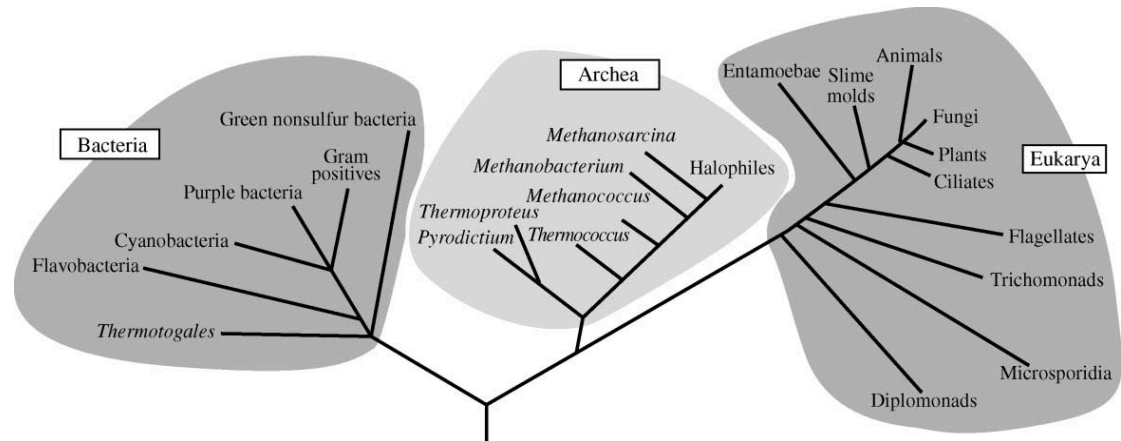 Bacteria
Green nonsulfur bacteria
Gram
positives
Purple bacteria
Cyanobacteria
Flavobacteria
Thermotogales
Archea
Methanosarcina
Methanobacterium
Halophiles
Methanococcus
Thermoproteus
Thermococcus
Pyrodictium
Eukarya
Animals
Entamoebae
Slime
molds
Fungi
Plants
Ciliates
Flagellates
Trichomonads
Microsporidia
Diplomonads